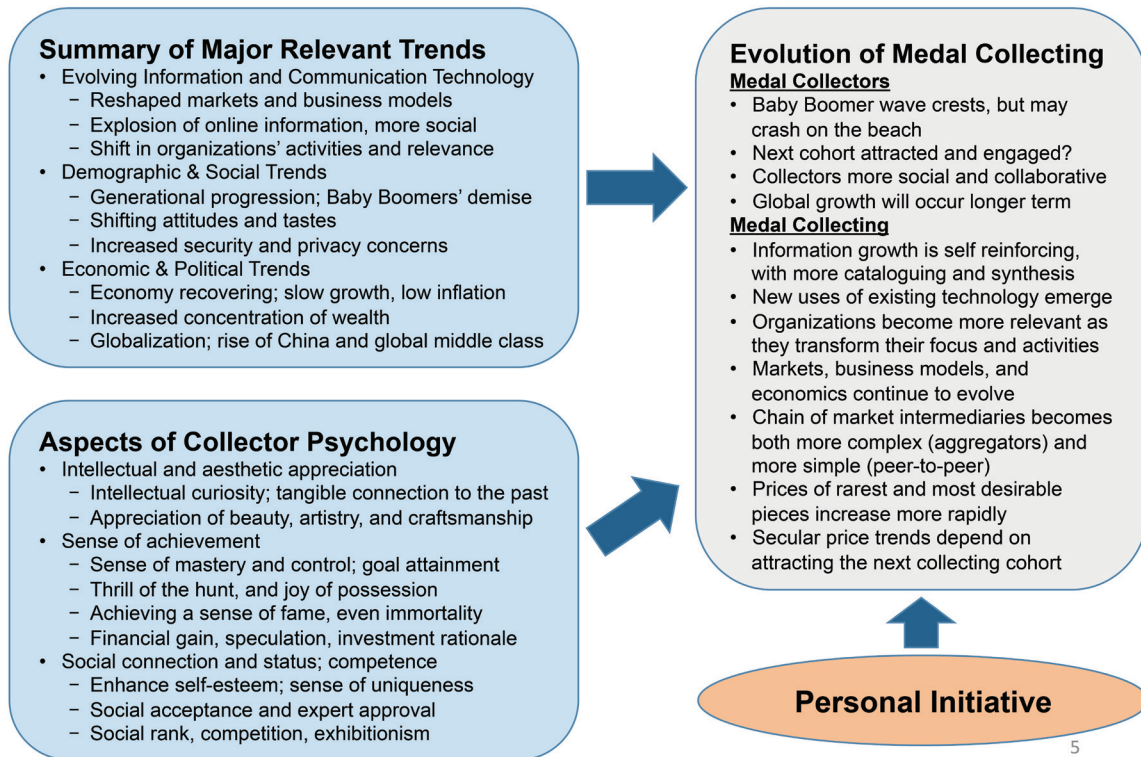 Summary of Major Relevant Trends
• Evolving Information and Communication Technology
− Reshaped markets and business models
− Explosion of online information, more social
− Shift in organizations’ activities and relevance
• Demographic & Social Trends
− Generational progression; Baby Boomers’ demise
− Shifting attitudes and tastes
− Increased security and privacy concerns
• Economic & Political Trends
− Economy recovering; slow growth, low inflation
− Increased concentration of wealth
− Globalization; rise of China and global middle class
Aspects of Collector Psychology
• Intellectual and aesthetic appreciation
− Intellectual curiosity; tangible connection to the past
− Appreciation of beauty, artistry, and craftsmanship
• Sense of achievement
− Sense of mastery and control; goal attainment
− Thrill of the hunt, and joy of possession
− Achieving a sense of fame, even immortality
− Financial gain, speculation, investment rationale
• Social connection and status; competence
− Enhance self-esteem; sense of uniqueness
− Social acceptance and expert approval
− Social rank, competition, exhibitionism
Evolution of Medal Collecting
Medal Collectors
• Baby Boomer wave crests, but may
crash on the beach
• Next cohort attracted and engaged?
• Collectors more social and collaborative
• Global growth will occur longer term
Medal Collecting
• Information growth is self reinforcing,
with more cataloguing and synthesis
• New uses of existing technology emerge
• Organizations become more relevant as
they transform their focus and activities
• Markets, business models, and
economics continue to evolve
• Chain of market intermediaries becomes
both more complex (aggregators) and
more simple (peer-to-peer)
• Prices of rarest and most desirable
pieces increase more rapidly
• Secular price trends depend on
attracting the next collecting cohort
Personal Initiative
5